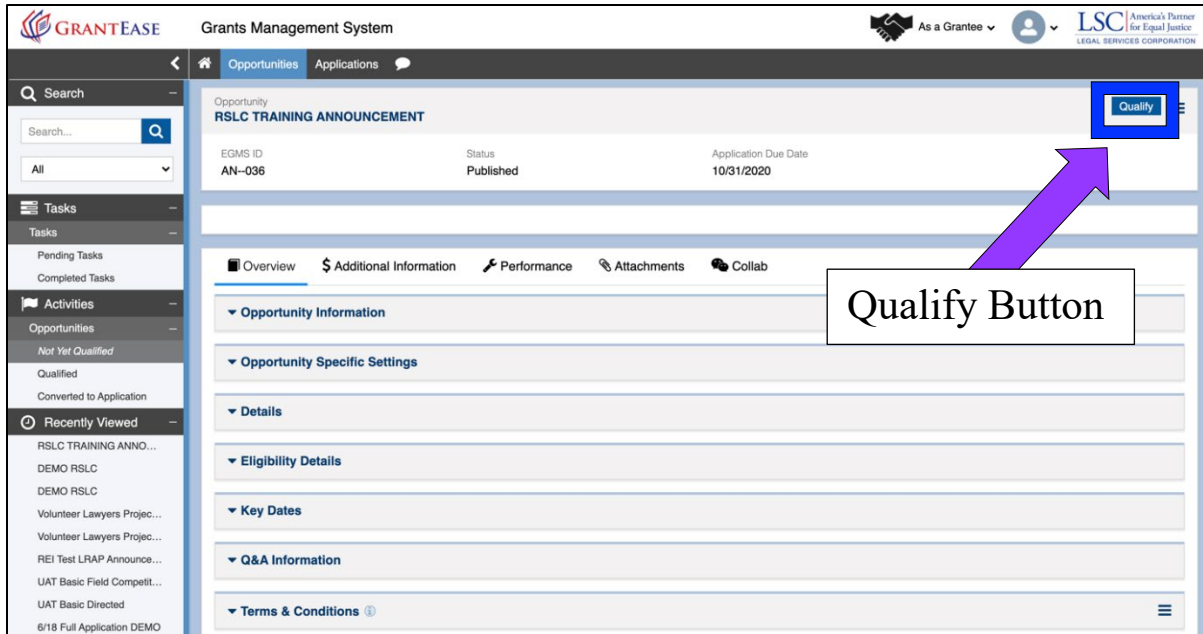 GRANTEASE
Grants Management System
As a Grantee
LSC America's Partner
for Equal Justice
LEGAL SERVICES CORPORATION
Opportunities Applications
Search
Search...
All
Tasks
Tasks
Pending Tasks
Completed Tasks
Activities
Opportunities
Not Yet Qualified
Qualified
Converted to Application
Recently Viewed
RSLC TRAINING ANNO...
DEMO RSLC
DEMO RSLC
Volunteer Lawyers Projec...
Volunteer Lawyers Projec...
REI Test LRAP Announce...
UAT Basic Field Competit...
UAT Basic Directed
6/18 Full Application DEMO
Opportunity
RSLC TRAINING ANNOUNCEMENT
Qualify
EGMS ID Status Application Due Date
AN--036 Published 10/31/2020
Overview $ Additional Information Performance Attachments Collab
Qualify Button
Opportunity Information
Opportunity Specific Settings
Details
Eligibility Details
Key Dates
Q&A Information
Terms & Conditions